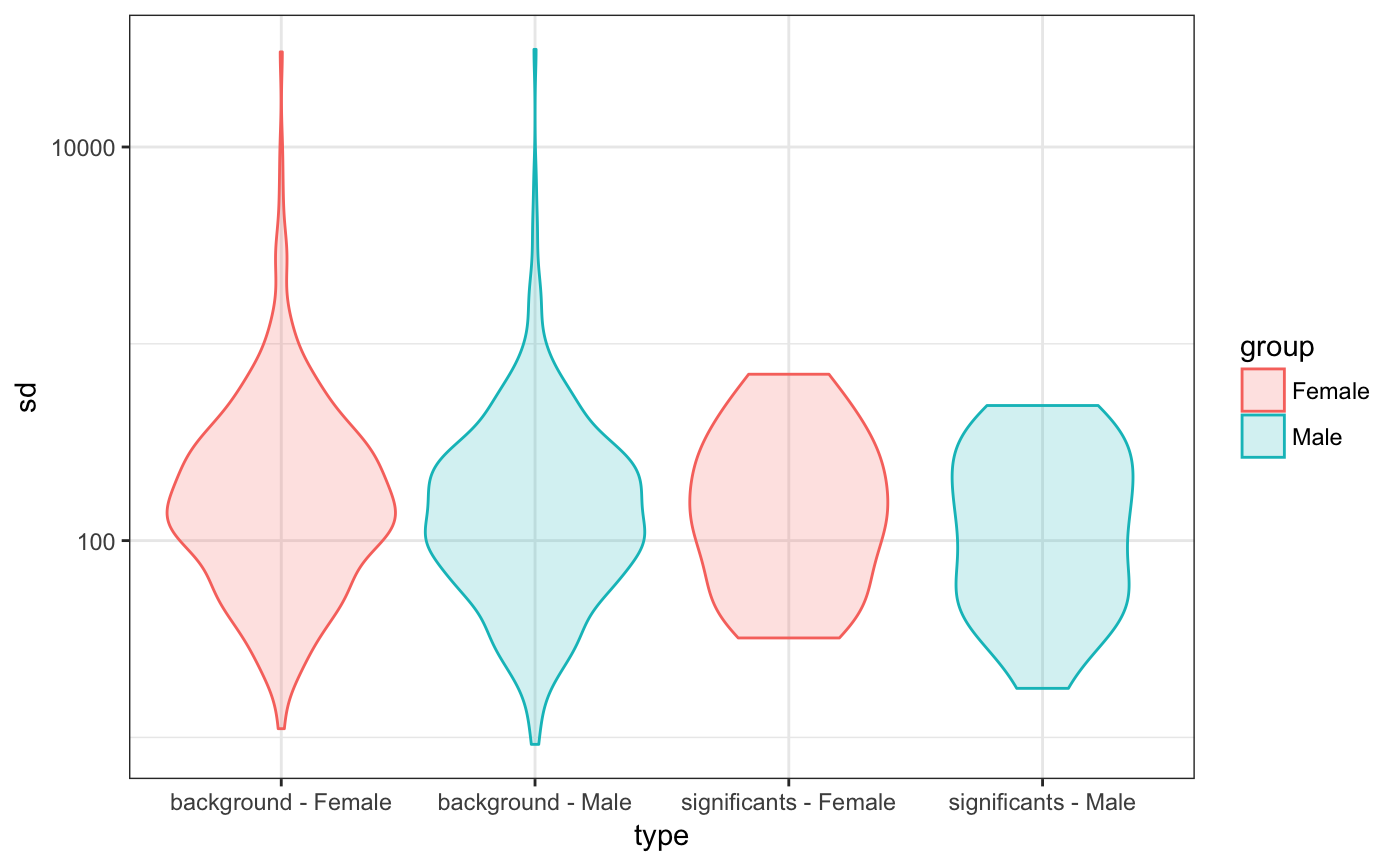 sd
10000
100
background - Female
background - Male
significants - Female
significants - Male
type
group
Female
Male